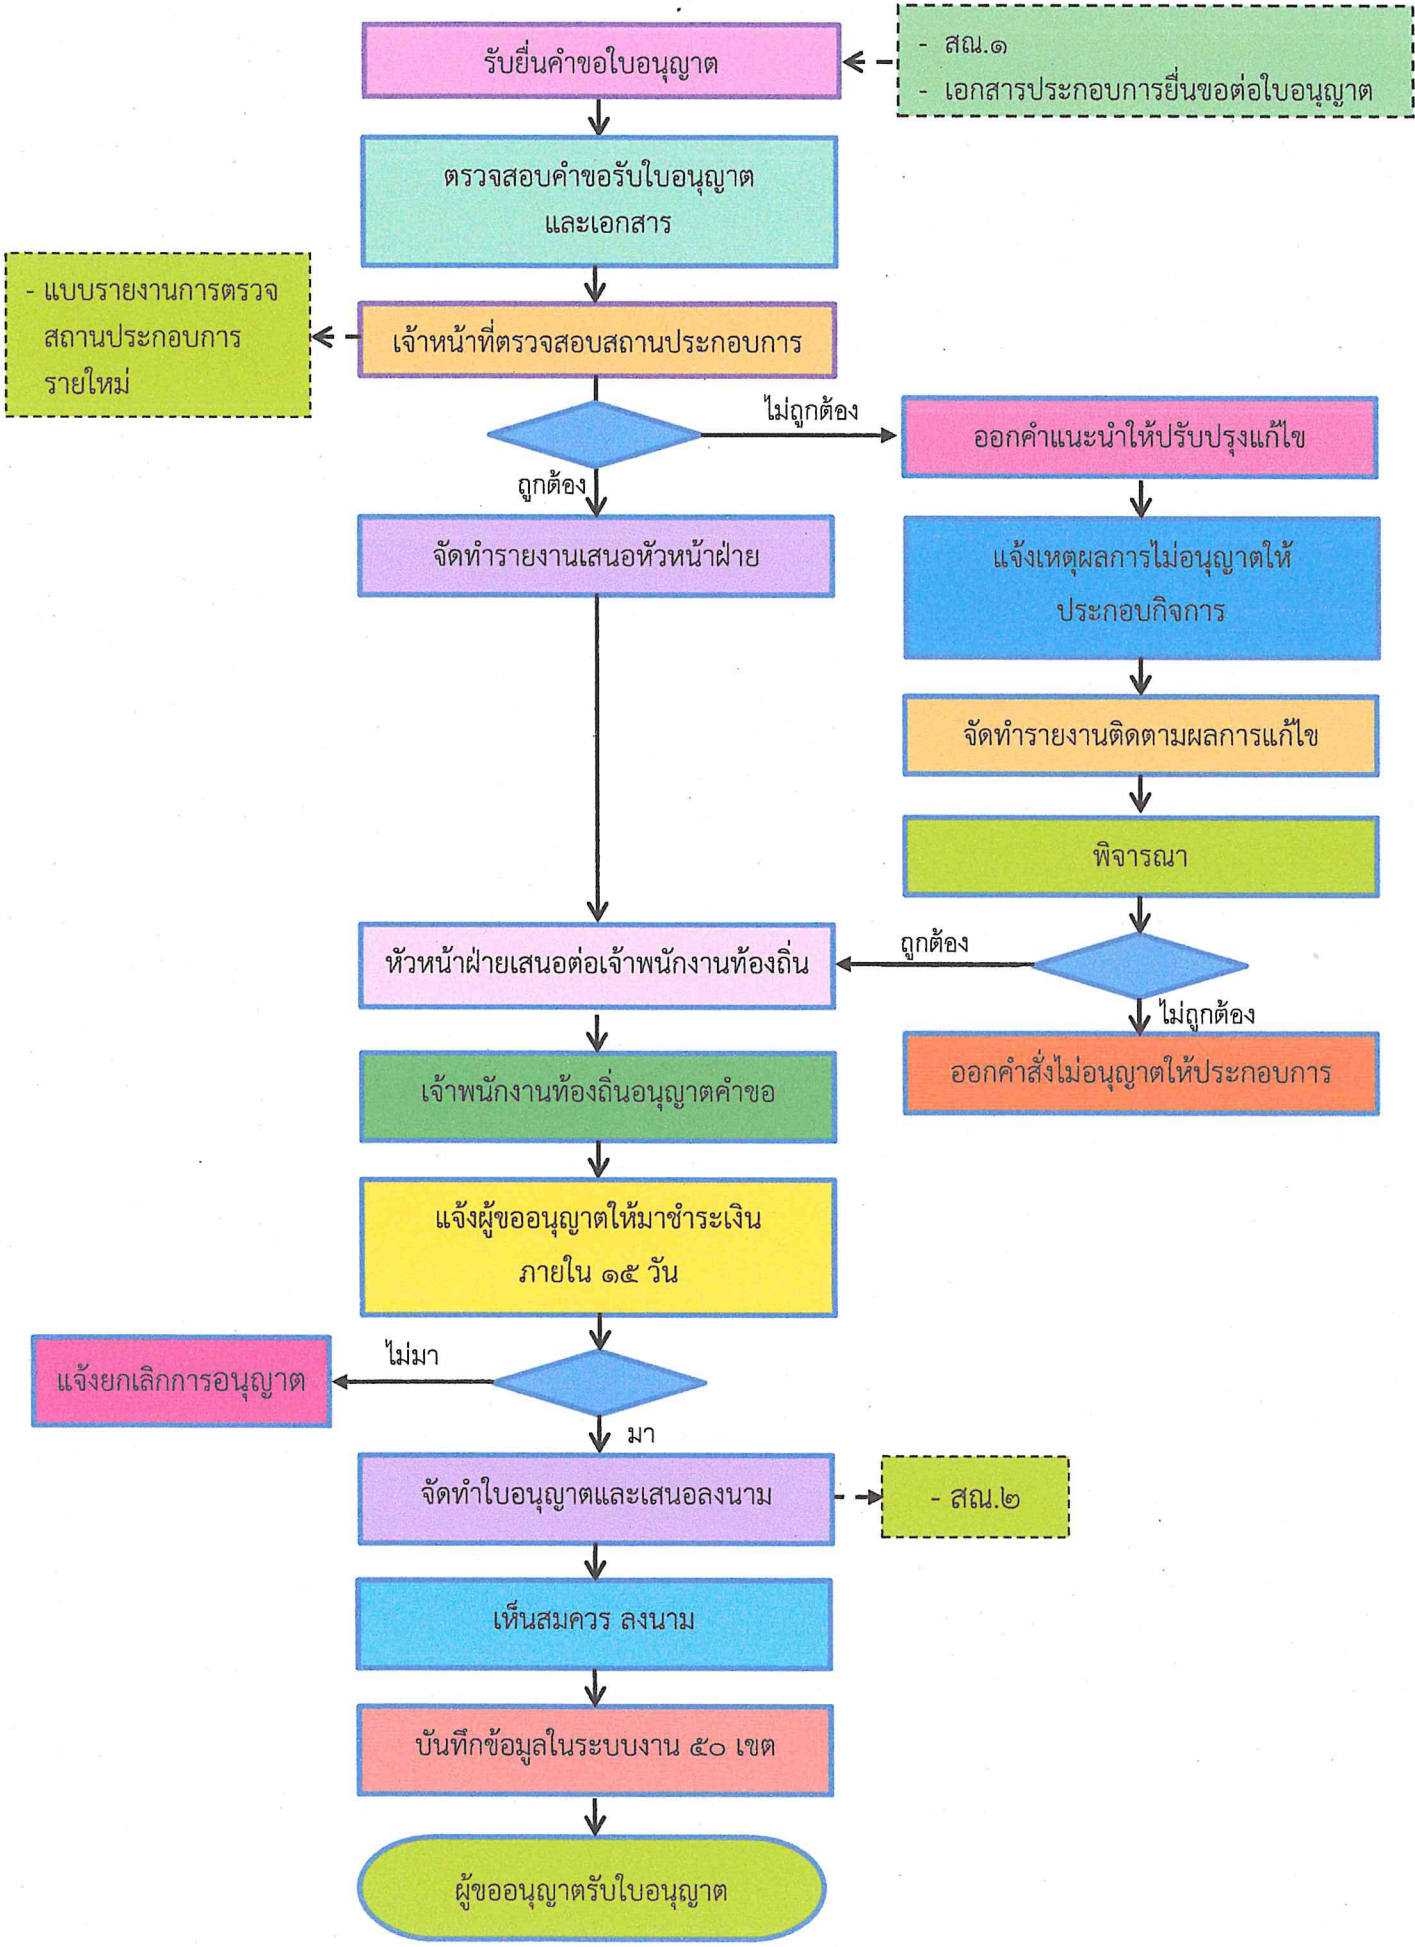 รับยื่นคำขอใบอนุญาต
- สณ.๑
- เอกสารประกอบการยื่นขอต่อใบอนุญาต
ตรวจสอบคำขอรับใบอนุญาต
และเอกสาร
- แบบรายงานการตรวจ
สถานประกอบการ
รายใหม่
เจ้าหน้าที่ตรวจสอบสถานประกอบการ
ไม่ถูกต้อง
ออกคำแนะนำให้ปรับปรุงแก้ไข
ถูกต้อง
จัดทำรายงานเสนอหัวหน้าฝ่าย
แจ้งเหตุผลการไม่อนุญาตให้
ประกอบกิจการ
จัดทำรายงานติดตามผลการแก้ไข
พิจารณา
ถูกต้อง
หัวหน้าฝ่ายเสนอต่อเจ้าพนักงานท้องถิ่น
ไม่ถูกต้อง
ออกคำสั่งไม่อนุญาตให้ประกอบการ
เจ้าพนักงานท้องถิ่นอนุญาตคำขอ
แจ้งผู้ขออนุญาตให้มาชำระเงิน
ภายใน ๑๕ วัน
ไม่มา
แจ้งยกเลิกการอนุญาต
มา
จัดทำใบอนุญาตและเสนอลงนาม
- สณ.๒
เห็นสมควร ลงนาม
บันทึกข้อมูลในระบบงาน ๕๐ เขต
ผู้ขออนุญาตรับใบอนุญาต